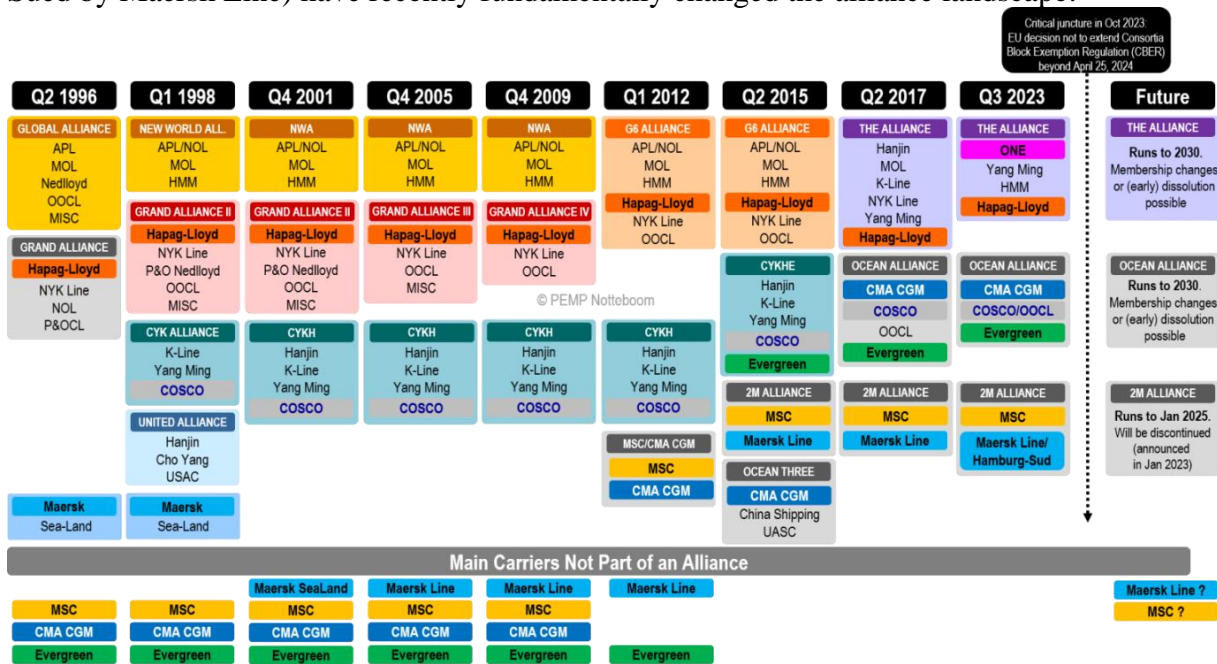 Sued by Maersk Line) have recently fundamentally changed the alliance landscape.
Critical juncture in Oct 2023:
EU decision not to extend Consortia
Block Exemption Regulation (CBER)
beyond April 25, 2024
Q2 1996
GLOBAL ALLIANCE
APL
MOL
Nedlloyd
OOCL
MISC
GRAND ALLIANCE
Hapag-Lloyd
NYK Line
NOL
P&OCL
Maersk
Sea-Land
Q1 1998
NEW WORLD ALL.
APL/NOL
MOL
HMM
GRAND ALLIANCE II
Hapag-Lloyd
NYK Line
P&O Nedlloyd
OOCL
MISC
CYK ALLIANCE
K-Line
Yang Ming
COSCO
UNITED ALLIANCE
Hanjin
Cho Yang
USAC
Maersk
Sea-Land
Q4 2001
NWA
APL/NOL
MOL
HMM
GRAND ALLIANCE II
Hapag-Lloyd
NYK Line
P&O Nedlloyd
OOCL
MISC
CYKH
Hanjin
K-Line
Yang Ming
COSCO
Q4 2005
NWA
APL/NOL
MOL
HMM
GRAND ALLIANCE III
Hapag-Lloyd
NYK Line
OOCL
MISC
CYKH
Hanjin
K-Line
Yang Ming
COSCO
Q4 2009
NWA
APL/NOL
MOL
HMM
GRAND ALLIANCE IV
Hapag-Lloyd
NYK Line
OOCL
© PEMP Notteboom
CYKH
Hanjin
K-Line
Yang Ming
COSCO
Q1 2012
G6 ALLIANCE
APL/NOL
MOL
HMM
Hapag-Lloyd
NYK Line
OOCL
CYKH
Hanjin
K-Line
Yang Ming
COSCO
MSC/CMA CGM
MSC
CMA CGM
Q2 2015
G6 ALLIANCE
APL/NOL
MOL
HMM
Hapag-Lloyd
NYK Line
OOCL
CYKHE
Hanjin
K-Line
Yang Ming
COSCO
Evergreen
2M ALLIANCE
MSC
Maersk Line
OCEAN THREE
CMA CGM
China Shipping
UASC
Q2 2017
THE ALLIANCE
Hanjin
MOL
K-Line
NYK Line
Yang Ming
Hapag-Lloyd
OCEAN ALLIANCE
CMA CGM
COSCO
OOCL
Evergreen
2M ALLIANCE
MSC
Maersk Line
Q3 2023
THE ALLIANCE
ONE
Yang Ming
HMM
Hapag-Lloyd
OCEAN ALLIANCE
CMA CGM
COSCO/OOCL
Evergreen
2M ALLIANCE
MSC
Maersk Line/
Hamburg-Sud
Future
THE ALLIANCE
Runs to 2030.
Membership changes
or (early) dissolution
possible
OCEAN ALLIANCE
Runs to 2030.
Membership changes
or (early) dissolution
possible
2M ALLIANCE
Runs to Jan 2025.
Will be discontinued
(announced
in Jan 2023)
Main Carriers Not Part of an Alliance
MSC
CMA CGM
Evergreen
MSC
CMA CGM
Evergreen
Maersk SeaLand
MSC
CMA CGM
Evergreen
Maersk Line
MSC
CMA CGM
Evergreen
Maersk Line
MSC
CMA CGM
Evergreen
Maersk Line
Evergreen
Maersk Line ?
MSC ?